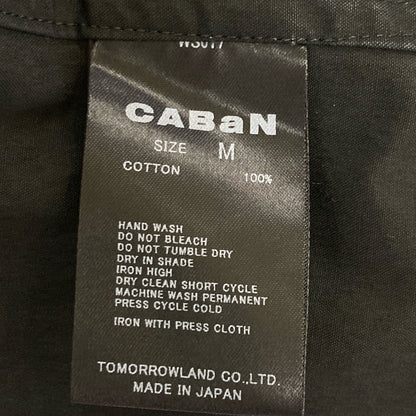 WS017
CABaN
SIZE M
COTTON 100%
HAND WASH
DO NOT BLEACH
DO NOT TUMBLE DRY
DRY IN SHADE
IRON HIGH
DRY CLEAN SHORT CYCLE
MACHINE WASH PERMANENT
PRESS CYCLE COLD
IRON WITH PRESS CLOTH
TOMORROWLAND CO.,LTD.
MADE IN JAPAN